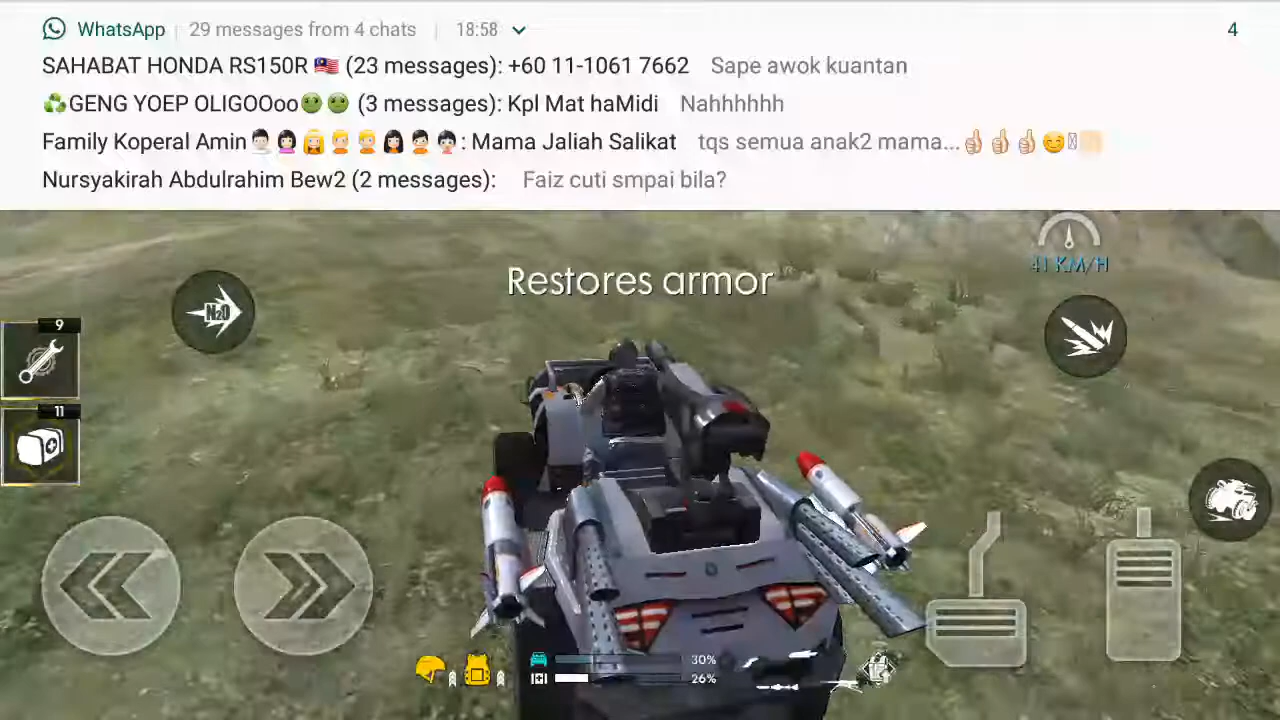 WhatsApp | 29 messages from 4 chats | 18:58 4
SAHABAT HONDA RS150R 🇲🇾 (23 messages): +60 11-1061 7662 Sape awok kuantan
♻️GENG YOEP OLIGOOoo🤢🤢 (3 messages): Kpl Mat haMidi Nahhhhhh
Family Koperal Amin👨🏻👩🏻👸🏼👦🏼👦🏼👧🏻👦🏻👦🏻: Mama Jaliah Salikat tqs semua anak2 mama...👍🏻👍🏻👍🏻😊
Nursyakirah Abdulrahim Bew2 (2 messages): Faiz cuti smpai bila?
41 KM/H
Restores armor
N2O
9
11
30%
26%